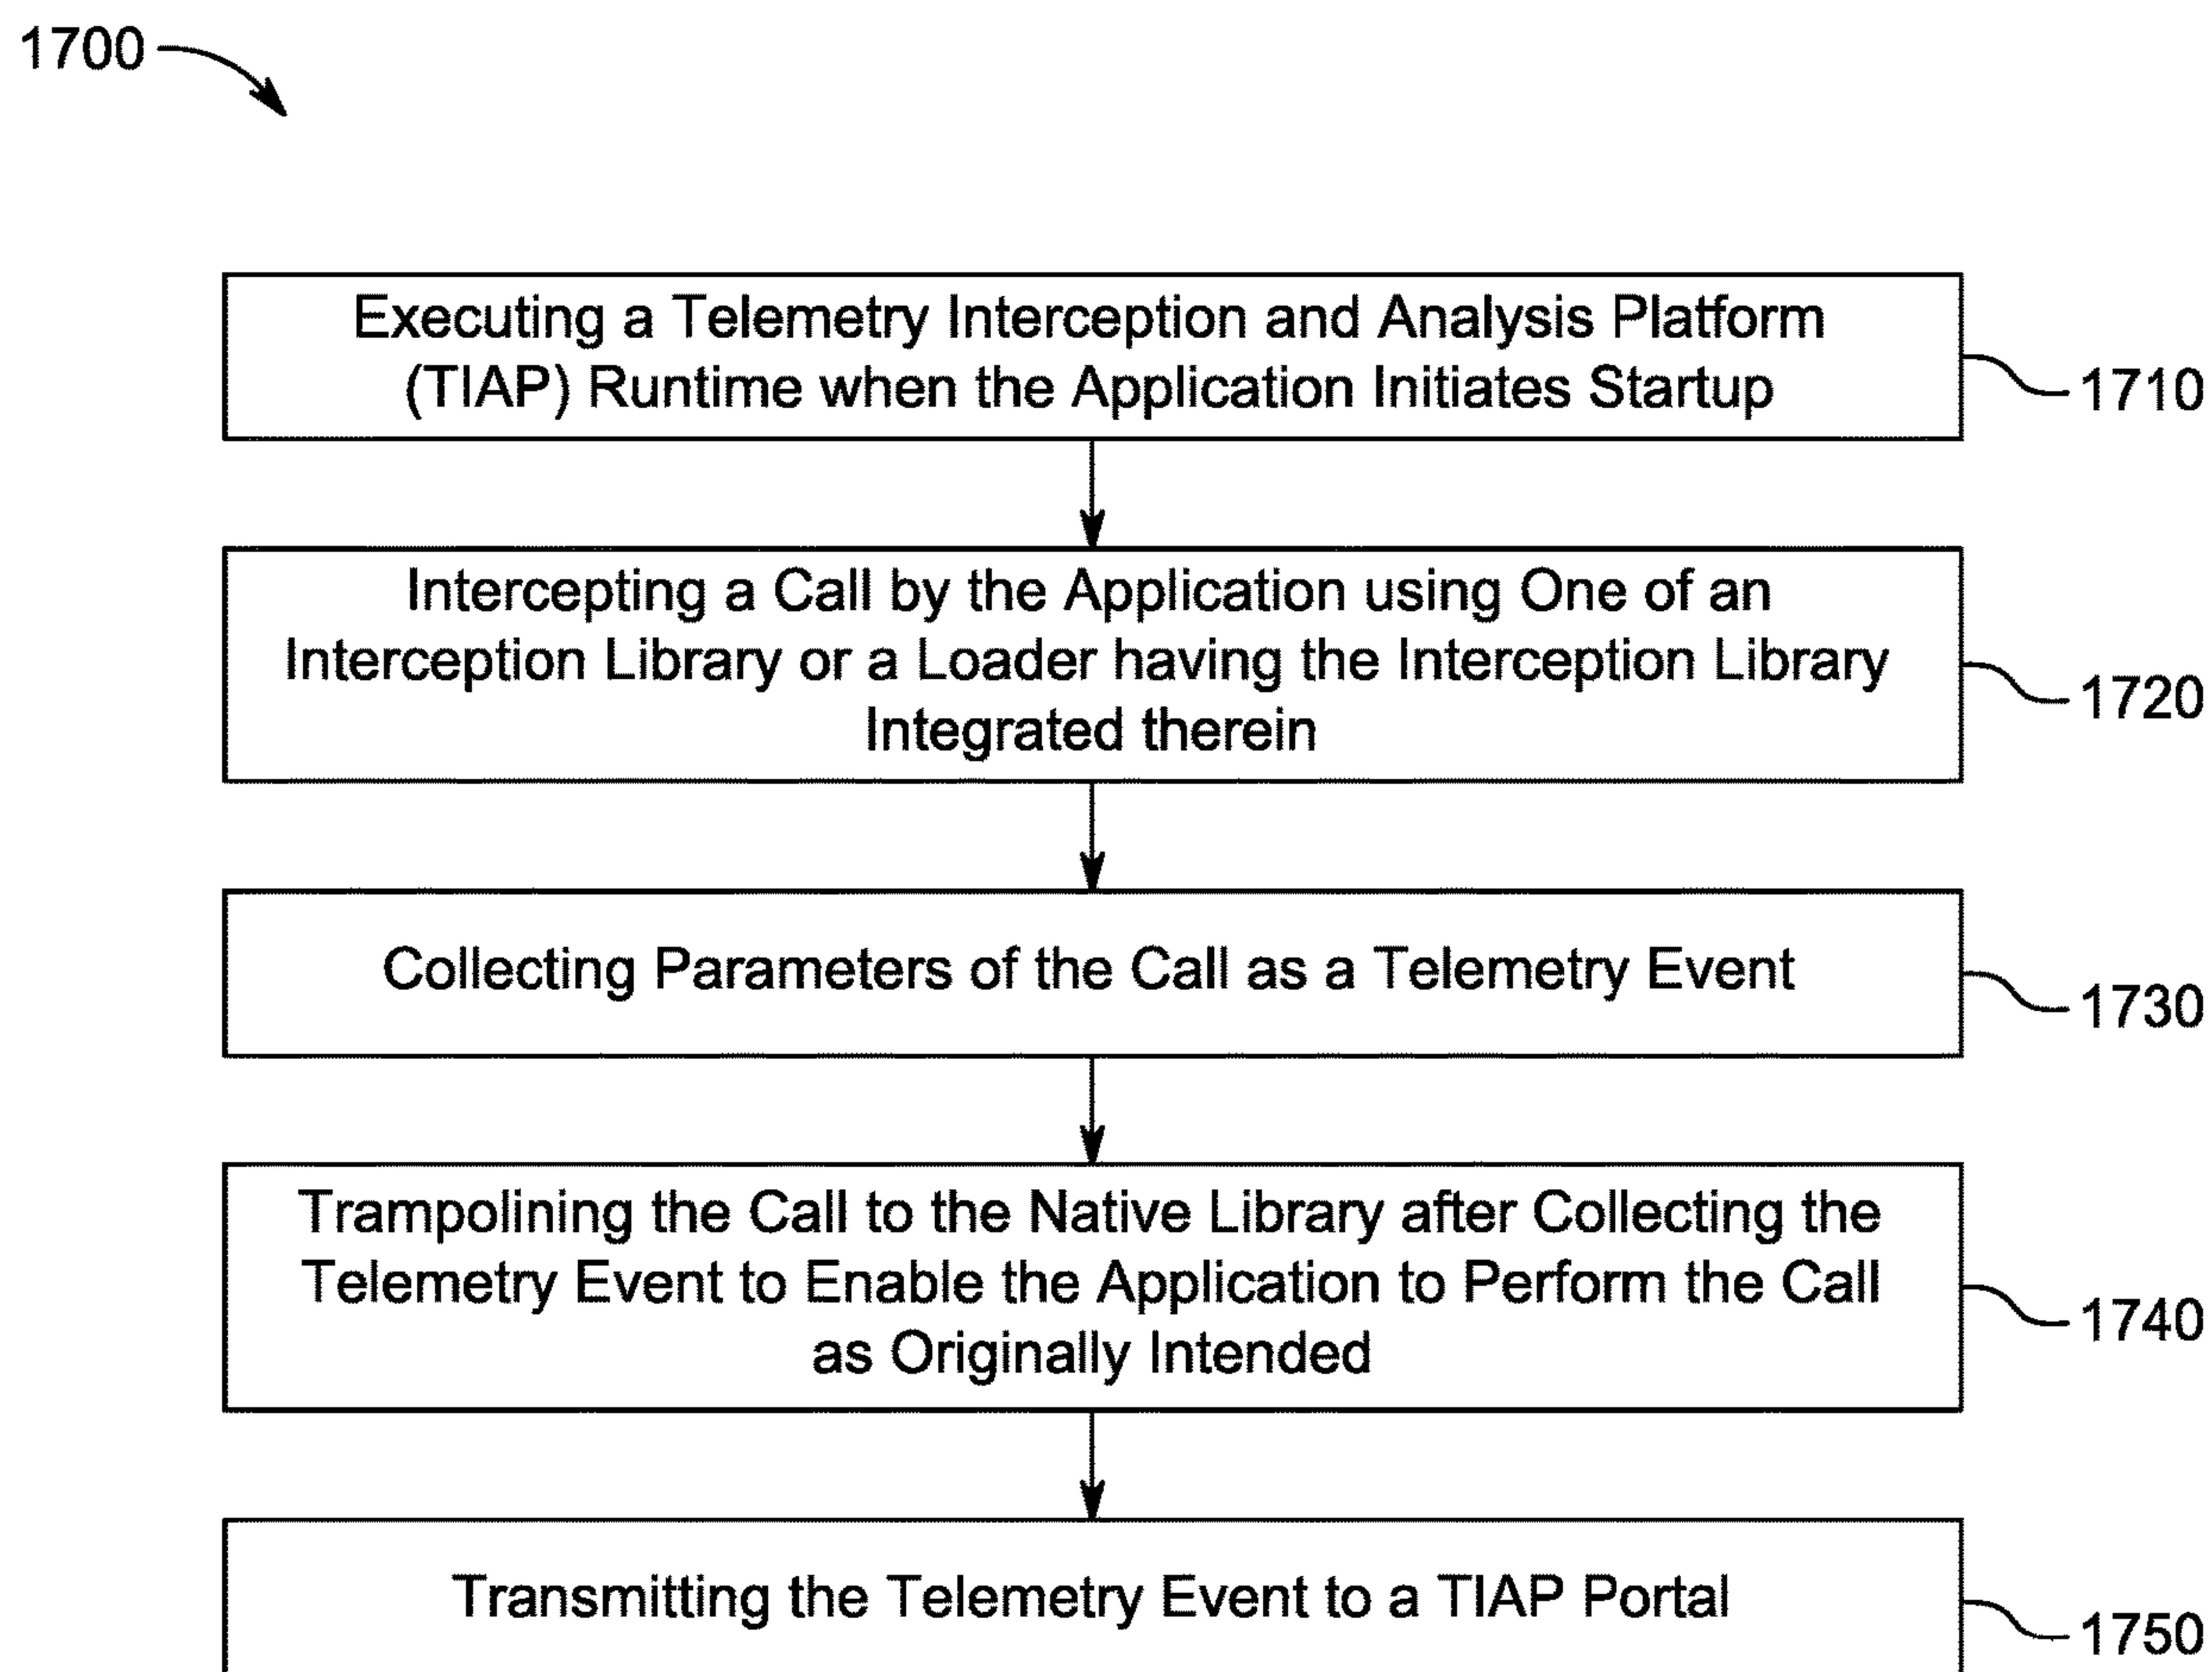 1700
Executing a Telemetry Interception and Analysis Platform
(TIAP) Runtime when the Application Initiates Startup
1710
Intercepting a Call by the Application using One of an
Interception Library or a Loader having the Interception Library
Integrated therein
1720
Collecting Parameters of the Call as a Telemetry Event
1730
Trampolining the Call to the Native Library after Collecting the
Telemetry Event to Enable the Application to Perform the Call
as Originally Intended
1740
Transmitting the Telemetry Event to a TIAP Portal
1750